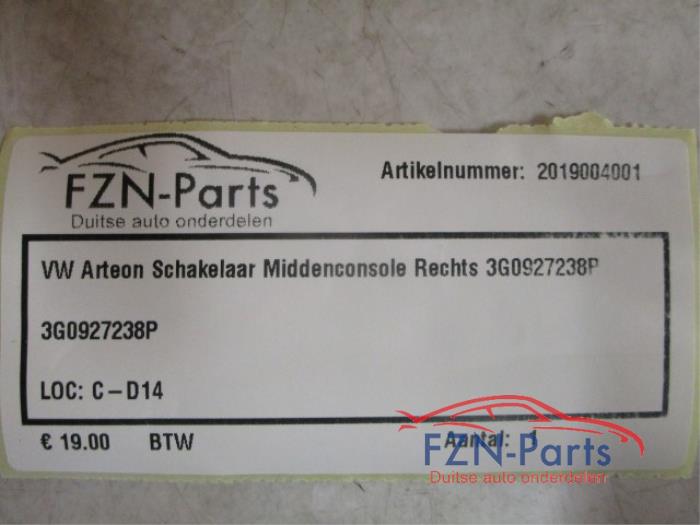 FZN-Parts
Duitse auto onderdelen
Artikelnummer: 2019004001
VW Arteon Schakelaar Middenconsole Rechts 3G0927238P
3G0927238P
LOC: C-D14
€ 19.00 BTW Aantal: 1
FZN-Parts
Duitse auto onderdelen